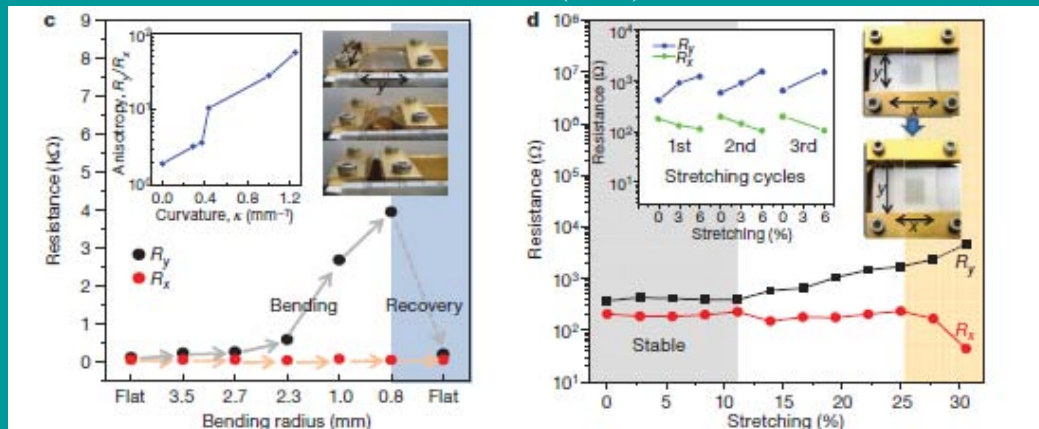 c
Resistance (kΩ)
9
8
7
6
5
4
3
2
1
0
Anisotropy, Ry/Rx
10²
10¹
10⁰
0.0 0.4 0.8 1.2
Curvature, κ (mm⁻¹)
x
y
Ry
Rx
Bending
Recovery
Flat 3.5 2.7 2.3 1.0 0.8 Flat
Bending radius (mm)
d
Resistance (Ω)
10⁸
10⁷
10⁶
10⁵
10⁴
10³
10²
10¹
Resistance (Ω)
10⁴
10³
10²
10¹
Ry
Rx
1st 2nd 3rd
Stretching cycles
0 3 6 0 3 6 0 6
Stretching (%)
y
x
y
x
Ry
Rx
Stable
0 5 10 15 20 25 30
Stretching (%)